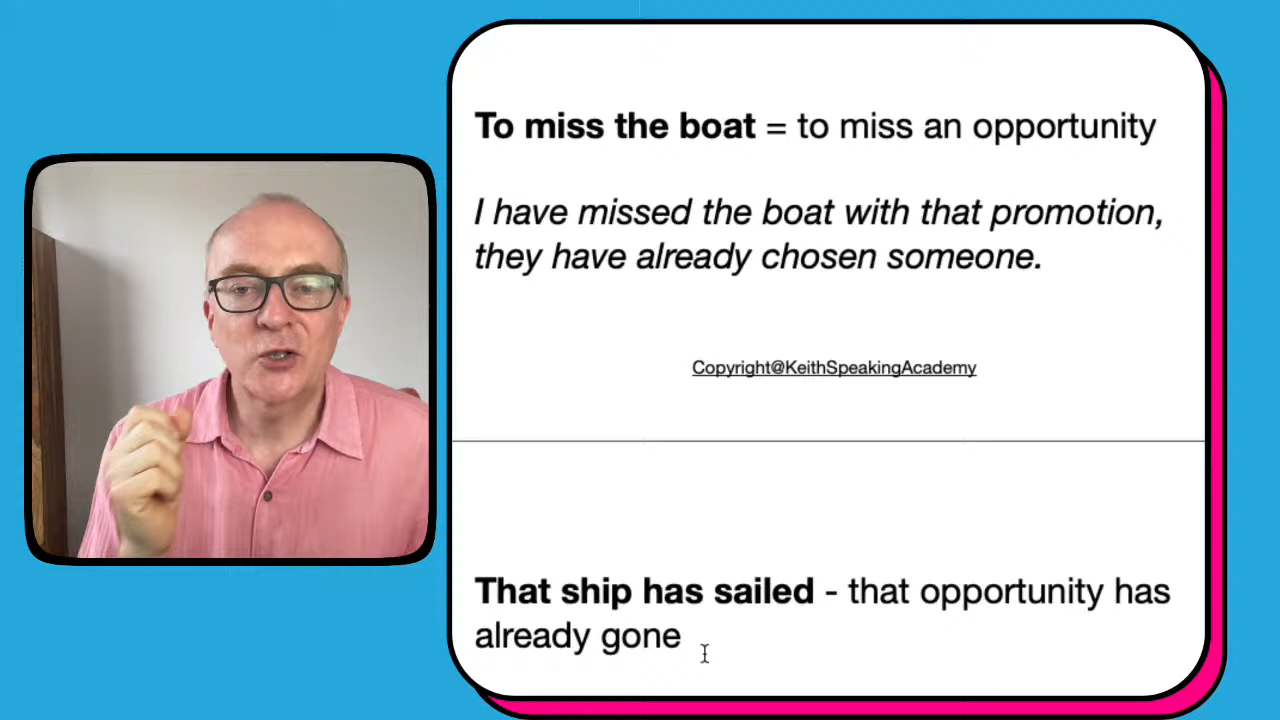 To miss the boat = to miss an opportunity
I have missed the boat with that promotion,
they have already chosen someone.
Copyright@KeithSpeakingAcademy
That ship has sailed - that opportunity has
already gone